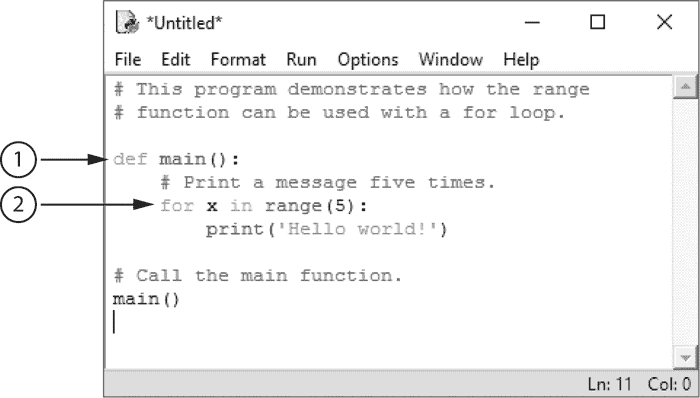 *Untitled*
File Edit Format Run Options Window Help
# This program demonstrates how the range
# function can be used with a for loop.
1 def main():
    # Print a message five times.
2     for x in range(5):
        print('Hello world!')
# Call the main function.
main()
Ln: 11 Col: 0